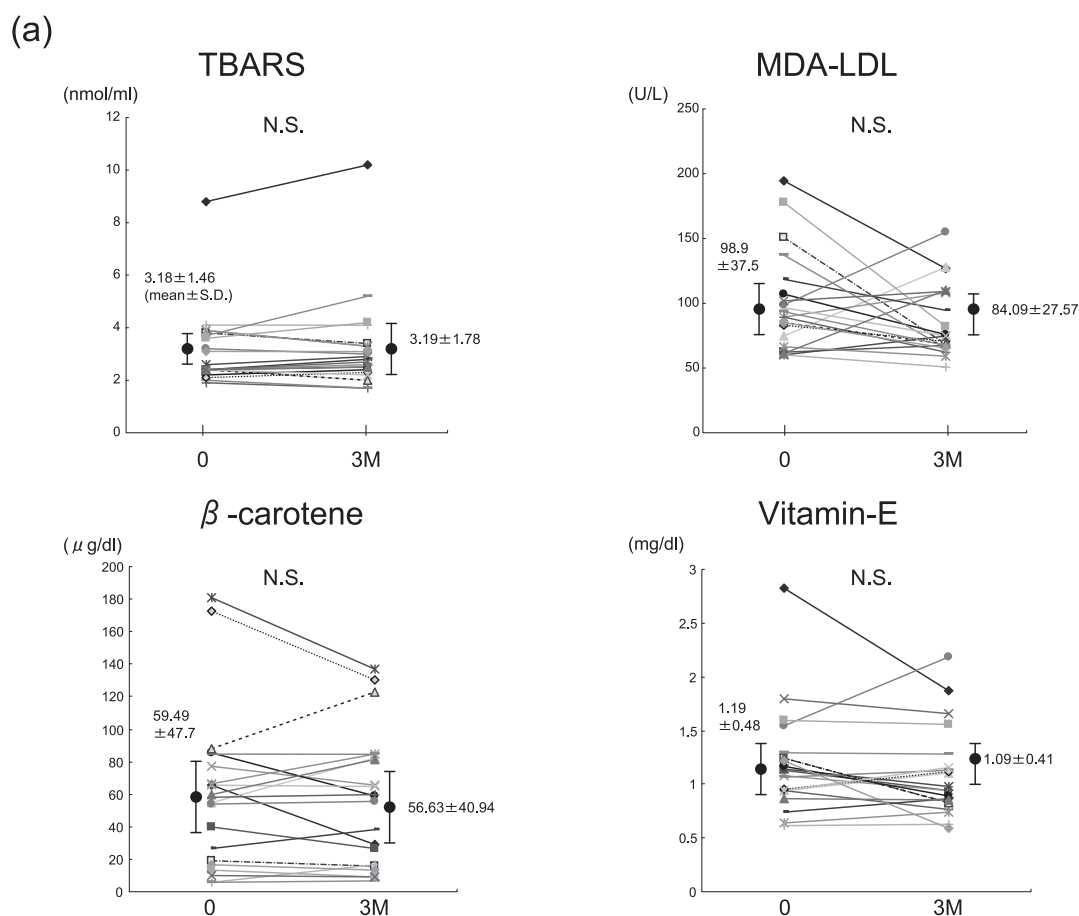 (a)
TBARS
(nmol/ml)
N.S.
12
10
8
6
4
2
0
3.18±1.46
(mean±S.D.)
3.19±1.78
0 3M
MDA-LDL
(U/L)
N.S.
250
200
150
100
50
0
98.9
±37.5
84.09±27.57
0 3M
β-carotene
(μg/dl)
N.S.
200
180
160
140
120
100
80
60
40
20
0
59.49
±47.7
56.63±40.94
0 3M
Vitamin-E
(mg/dl)
N.S.
3
2.5
2
1.5
1
0.5
0
1.19
±0.48
1.09±0.41
0 3M